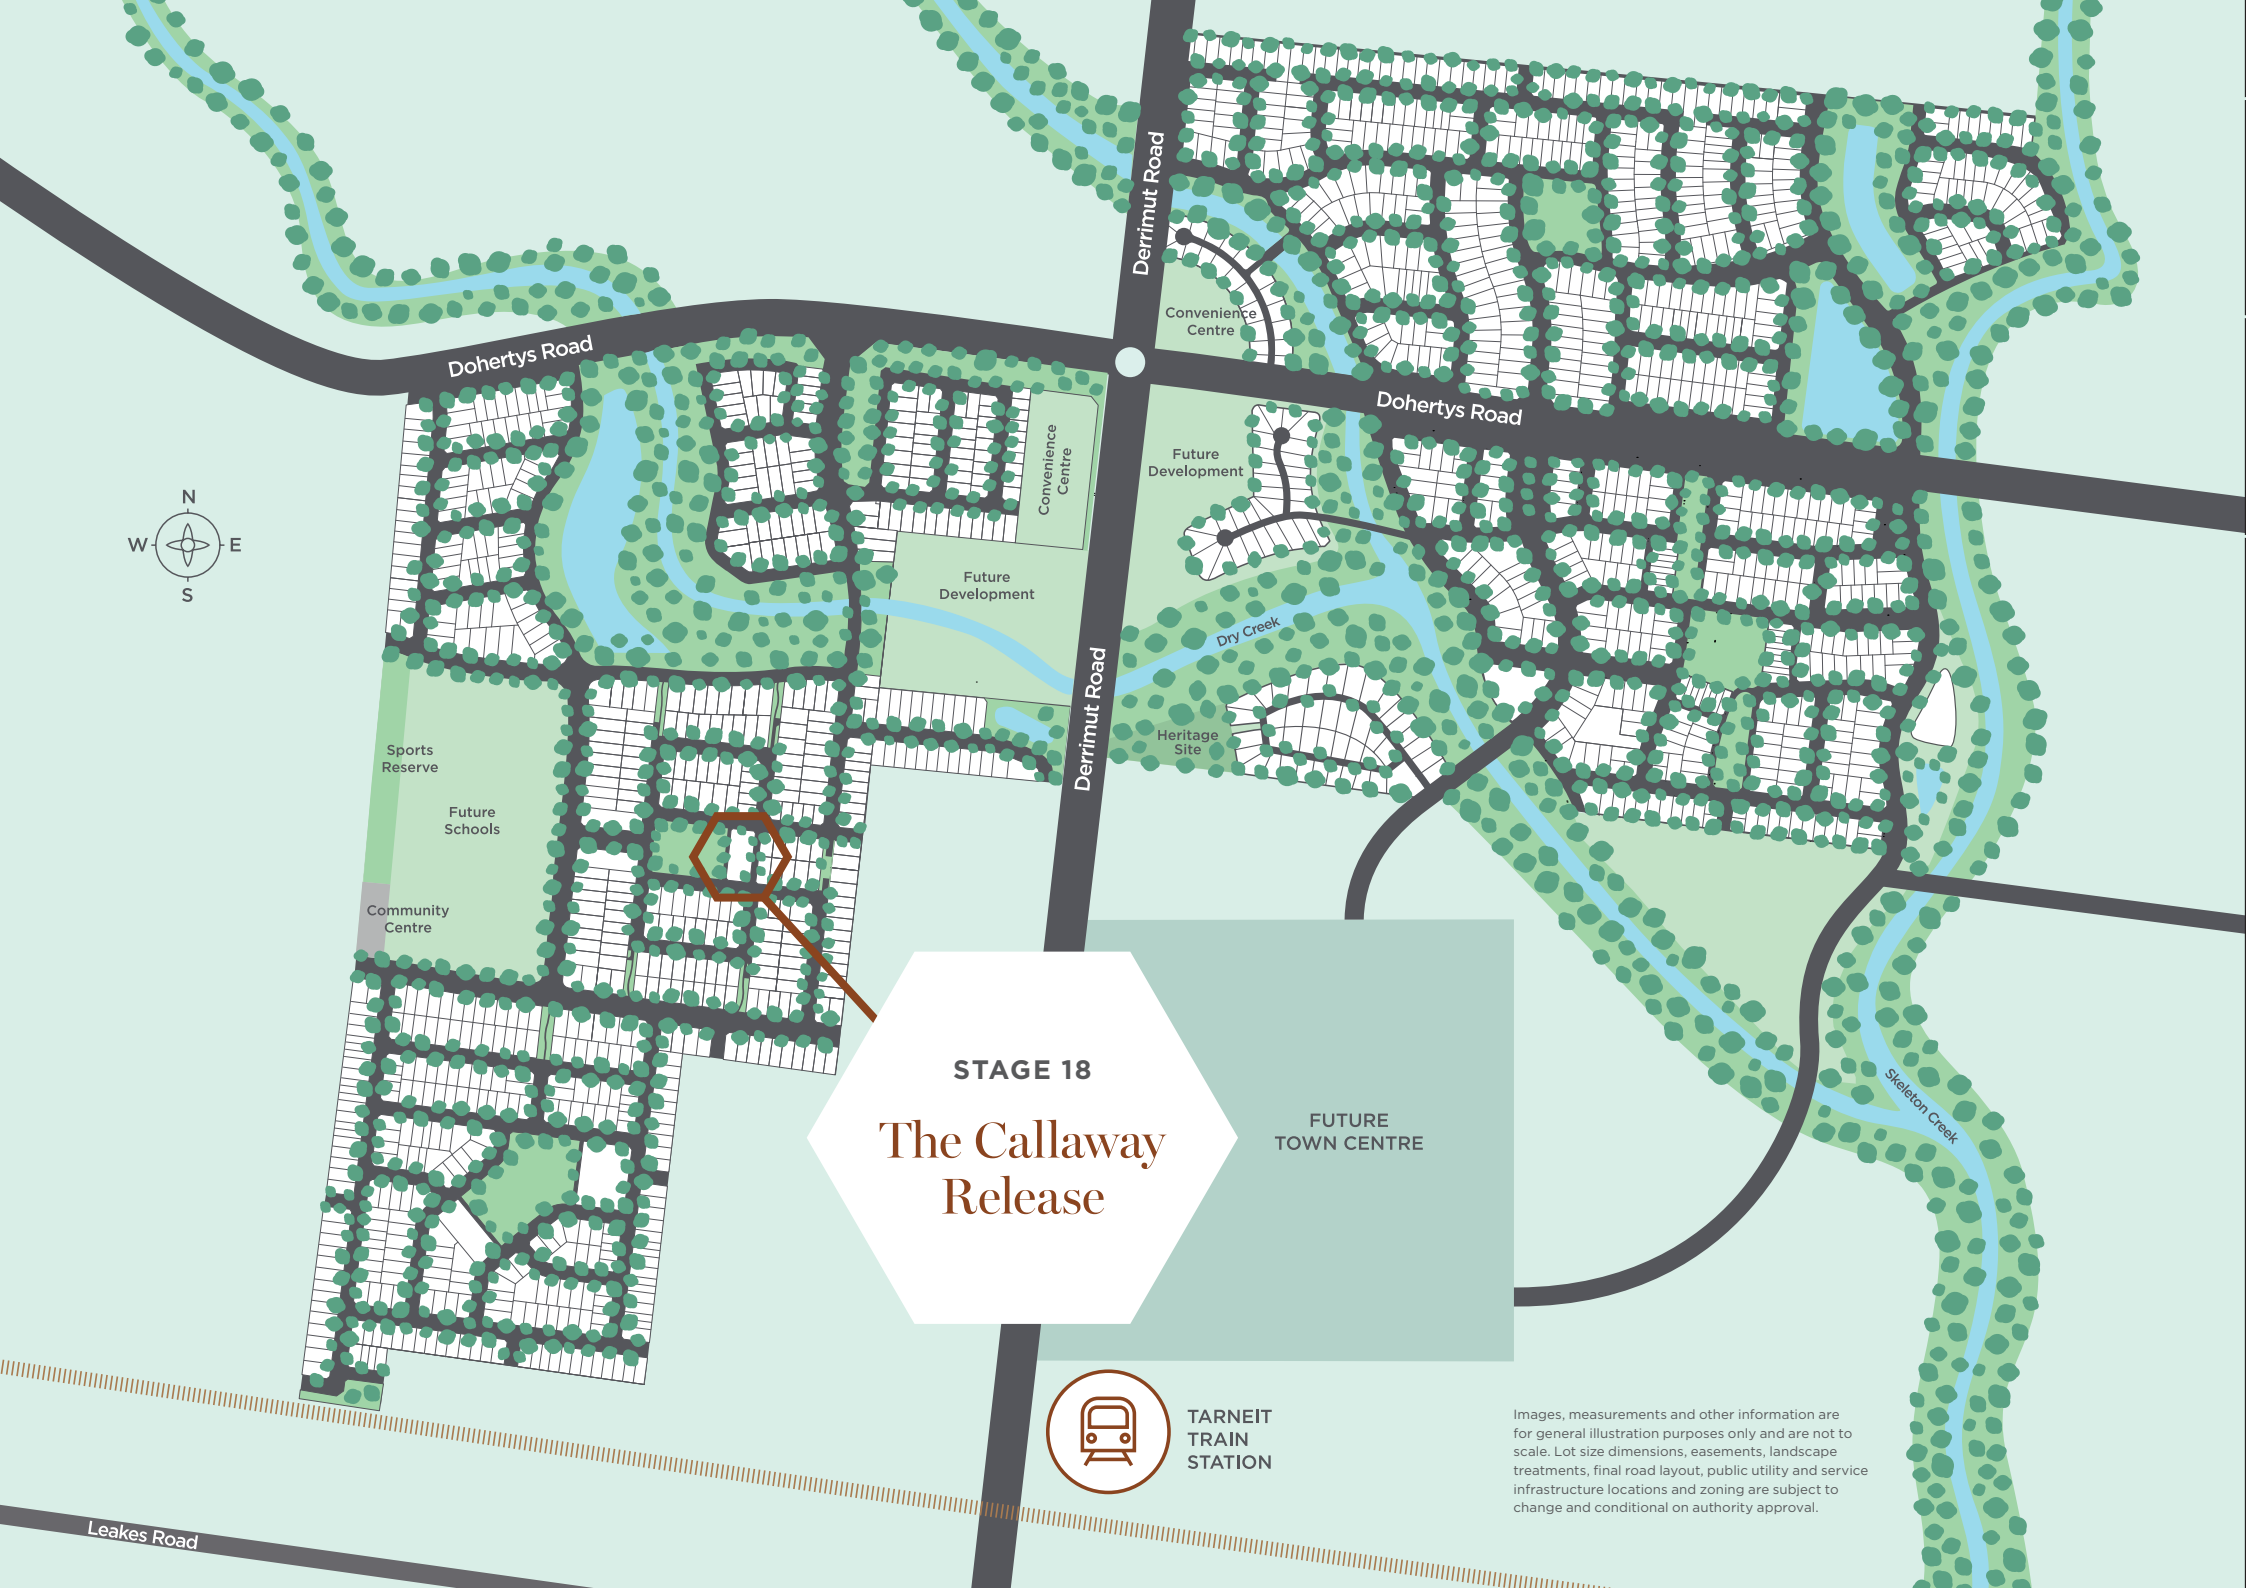 Derrimut Road
Convenience
Centre
Dohertys Road
Dohertys Road
Convenience
Centre
Future
Development
N
W
E
S
Future
Development
Dry Creek
Derrimut Road
Heritage
Site
Sports
Reserve
Future
Schools
Community
Centre
STAGE 18
The Callaway
Release
FUTURE
TOWN CENTRE
Skeleton Creek
TARNEIT
TRAIN
STATION
Images, measurements and other information are
for general illustration purposes only and are not to
scale. Lot size dimensions, easements, landscape
treatments, final road layout, public utility and service
infrastructure locations and zoning are subject to
change and conditional on authority approval.
Leakes Road